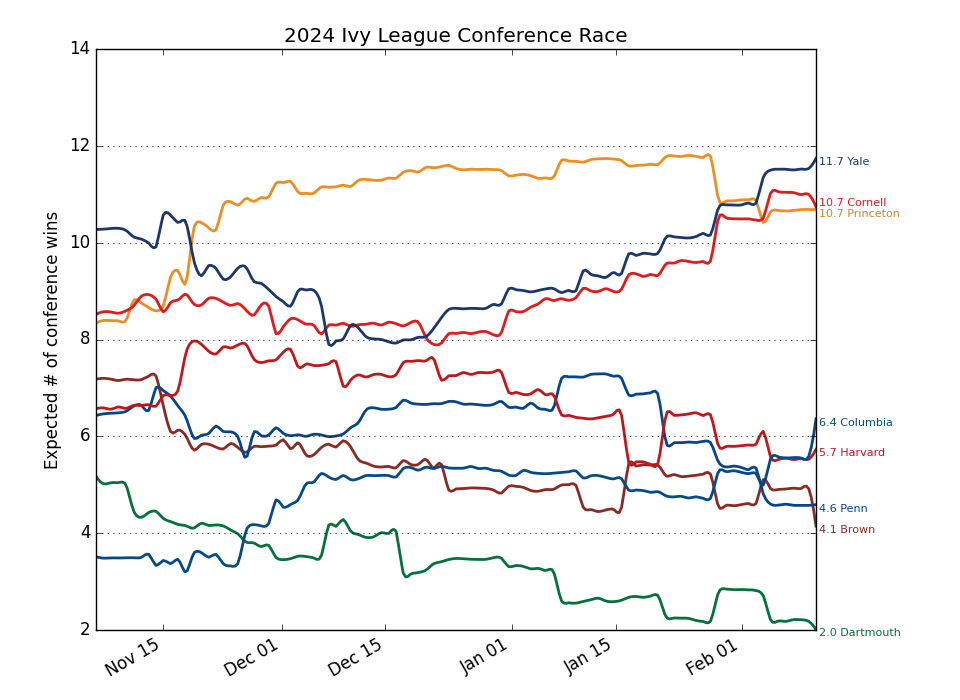 2024 Ivy League Conference Race
Expected # of conference wins
14
12
10
8
6
4
2
Nov 15
Dec 01
Dec 15
Jan 01
Jan 15
Feb 01
11.7 Yale
10.7 Cornell
10.7 Princeton
6.4 Columbia
5.7 Harvard
4.6 Penn
4.1 Brown
2.0 Dartmouth